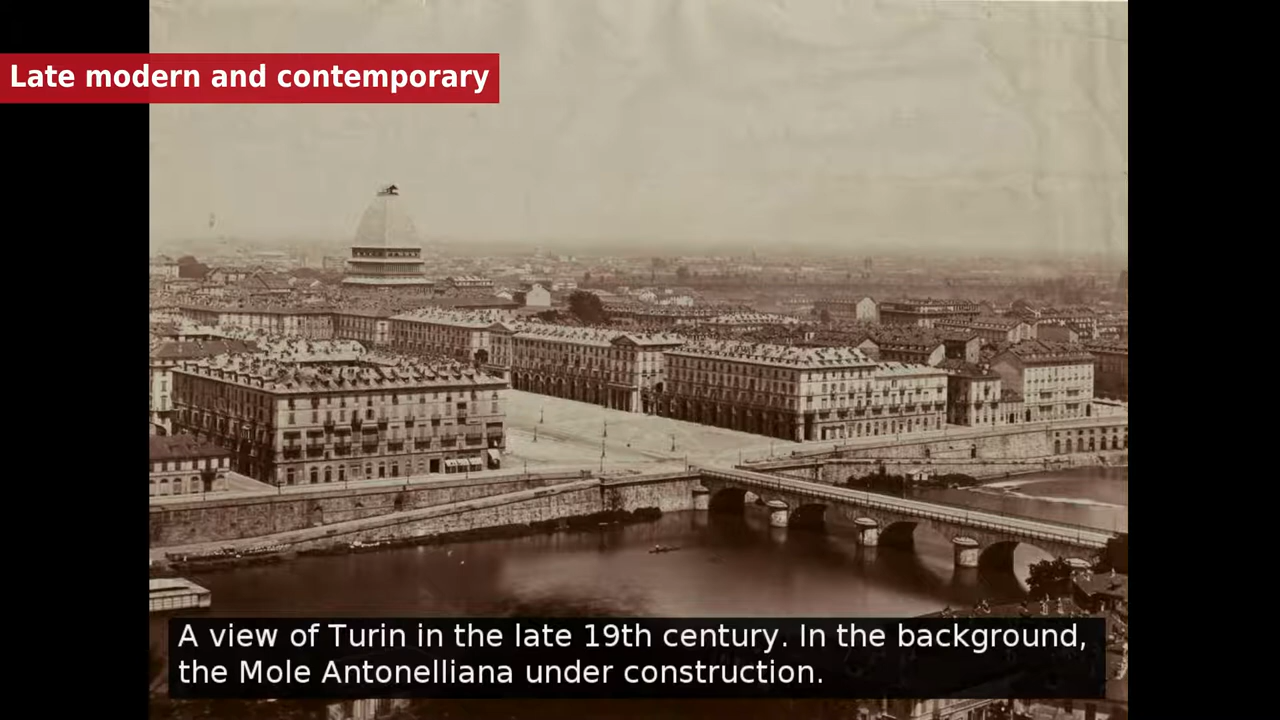 Late modern and contemporary
A view of Turin in the late 19th century. In the background,
the Mole Antonelliana under construction.